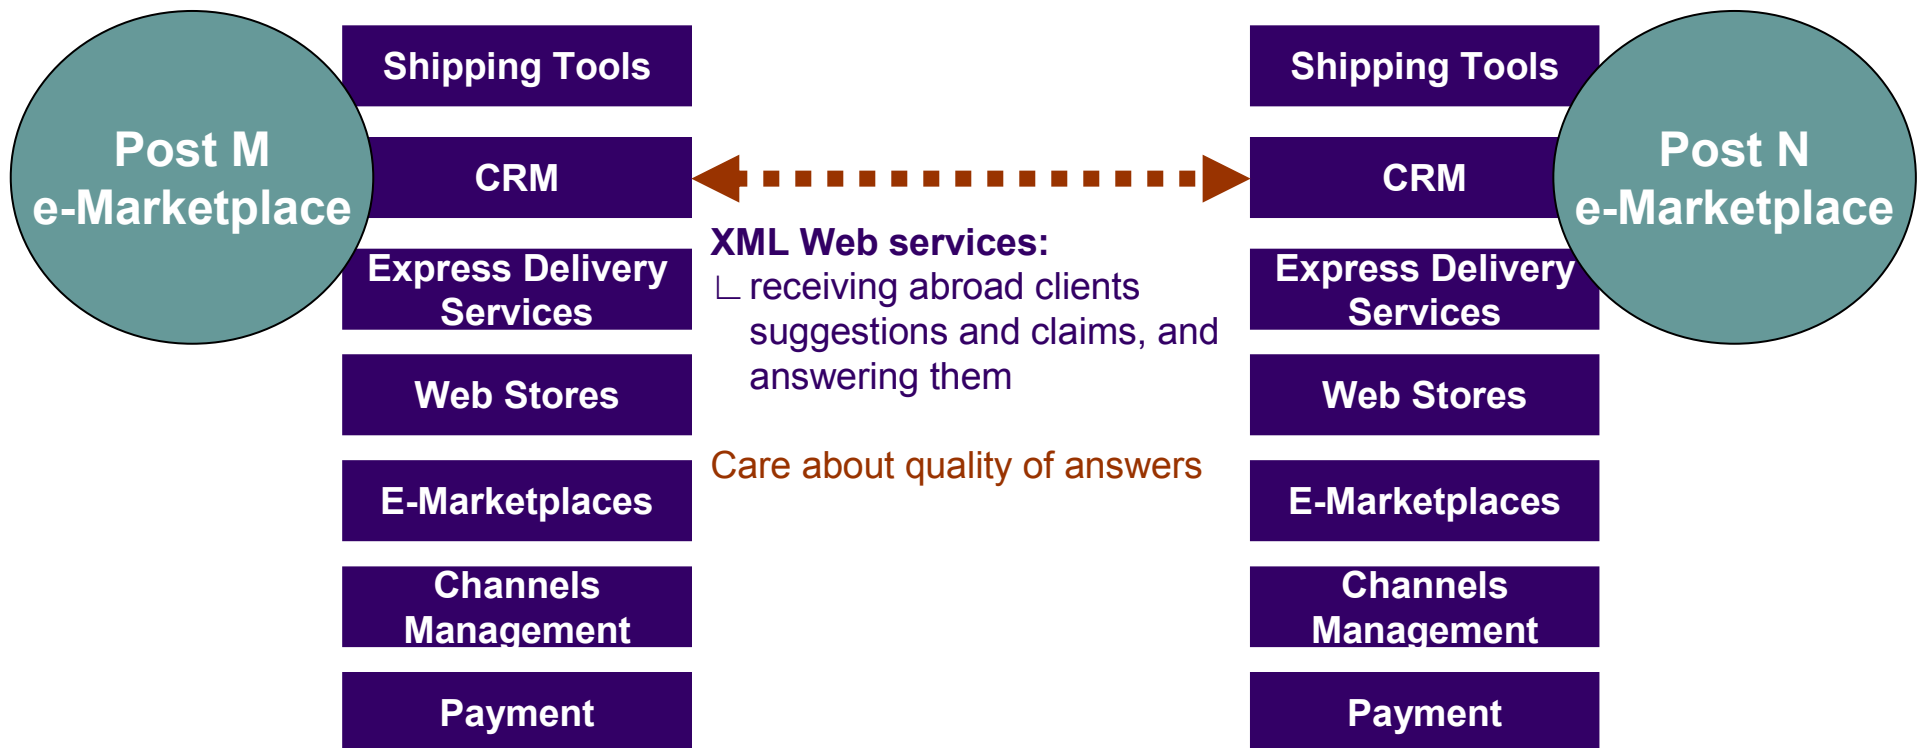 Post M
e-Marketplace
Shipping Tools
CRM
Express Delivery
Services
Web Stores
E-Marketplaces
Channels
Management
Payment
XML Web services:
∟receiving abroad clients
suggestions and claims, and
answering them
Care about quality of answers
Shipping Tools
CRM
Express Delivery
Services
Web Stores
E-Marketplaces
Channels
Management
Payment
Post N
e-Marketplace